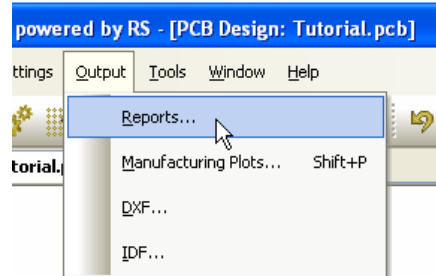 powered by RS - [PCB Design: Tutorial.pcb]
ttings Output Tools Window Help
Reports...
torial.
Manufacturing Plots... Shift+P
DXF...
IDF...